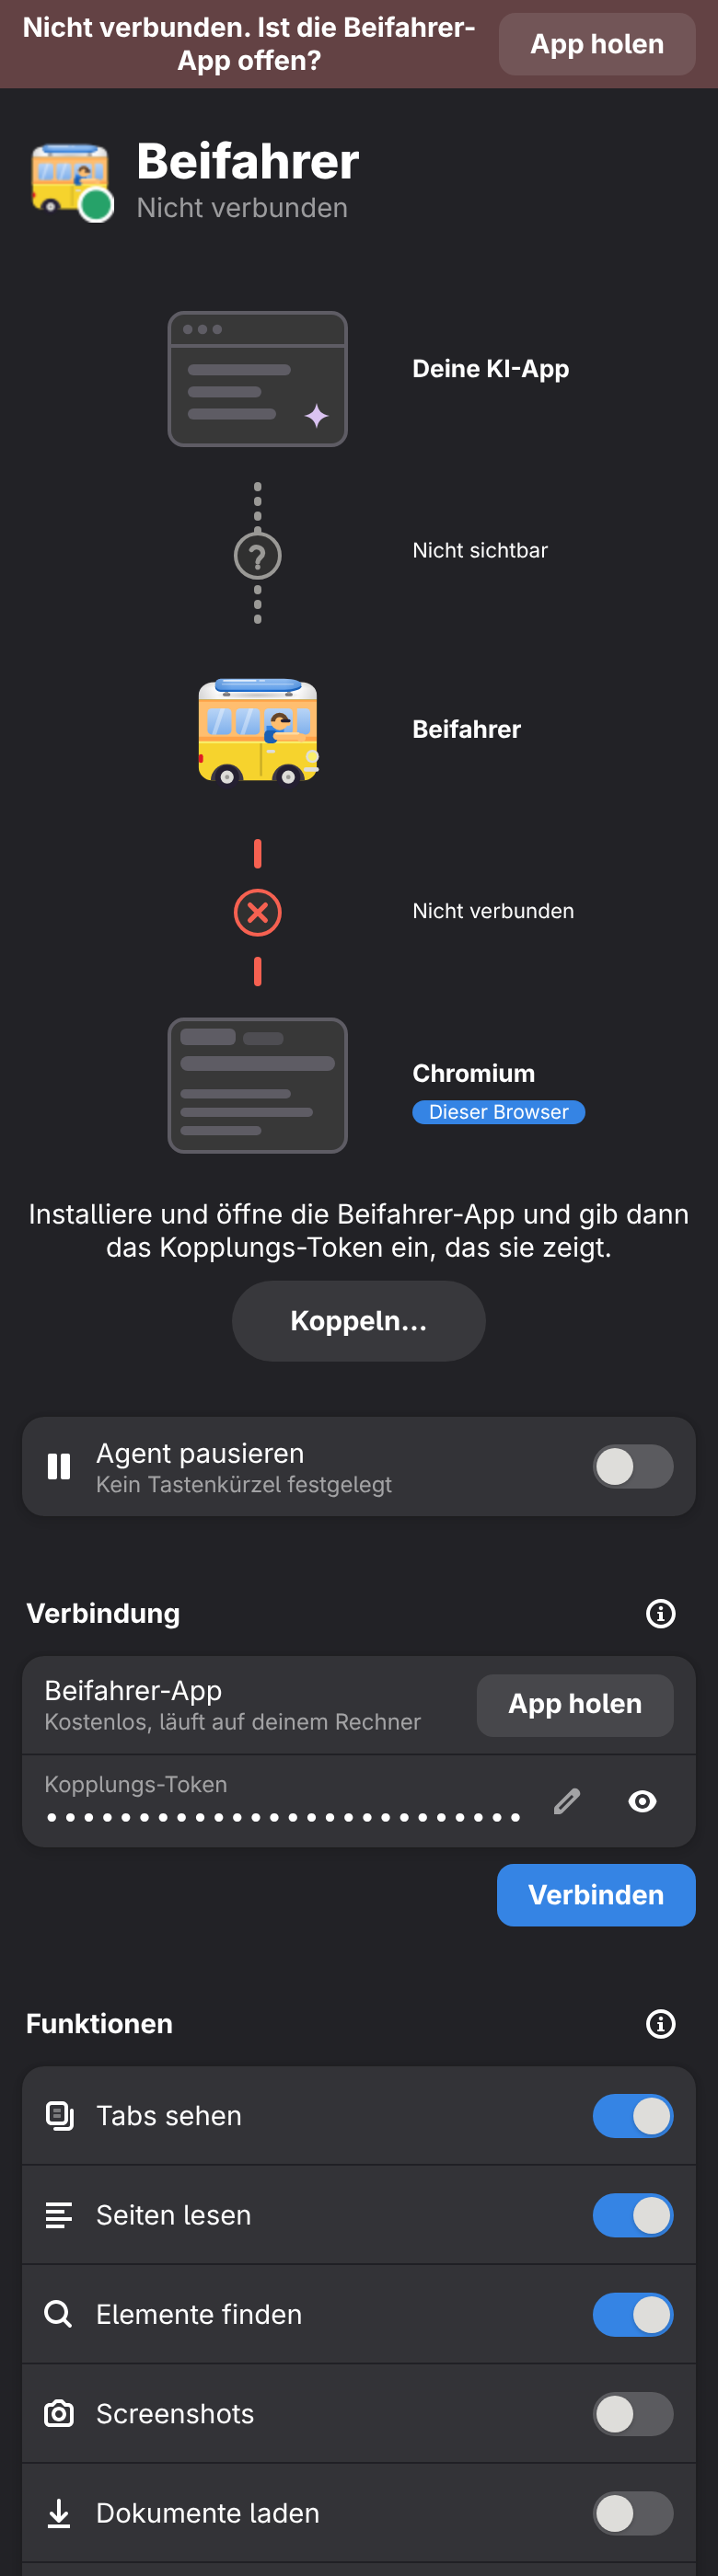 Nicht verbunden. Ist die Beifahrer-
App offen?
App holen
Beifahrer
Nicht verbunden
Deine KI-App
Nicht sichtbar
Beifahrer
Nicht verbunden
Chromium
Dieser Browser
Installiere und öffne die Beifahrer-App und gib dann
das Kopplungs-Token ein, das sie zeigt.
Koppeln…
Agent pausieren
Kein Tastenkürzel festgelegt
Verbindung
Beifahrer-App
Kostenlos, läuft auf deinem Rechner
App holen
Kopplungs-Token
••••••••••••••••••••••••••
Verbinden
Funktionen
Tabs sehen
Seiten lesen
Elemente finden
Screenshots
Dokumente laden